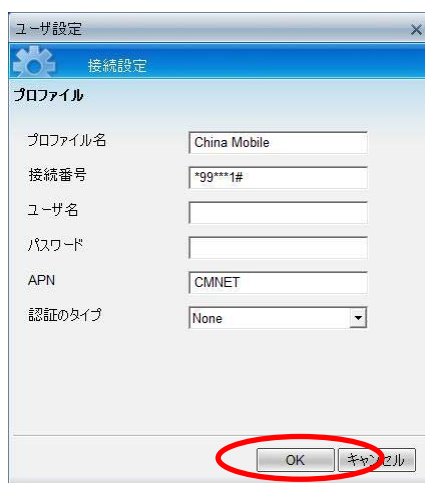 ユーザ設定
接続設定
プロファイル
プロファイル名 China Mobile
接続番号 *99***1#
ユーザ名
パスワード
APN CMNET
認証のタイプ None
OK キャンセル